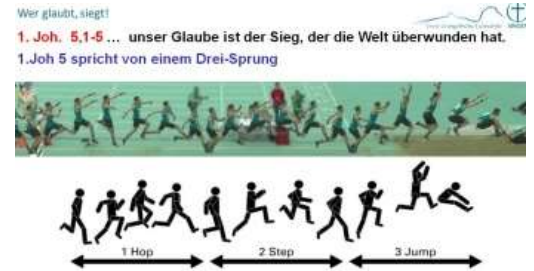 Wer glaubt, siegt!
1. Joh. 5,1-5 ... unser Glaube ist der Sieg, der die Welt überwunden hat.
1.Joh 5 spricht von einem Drei-Sprung
1 Hop
2 Step
3 Jump